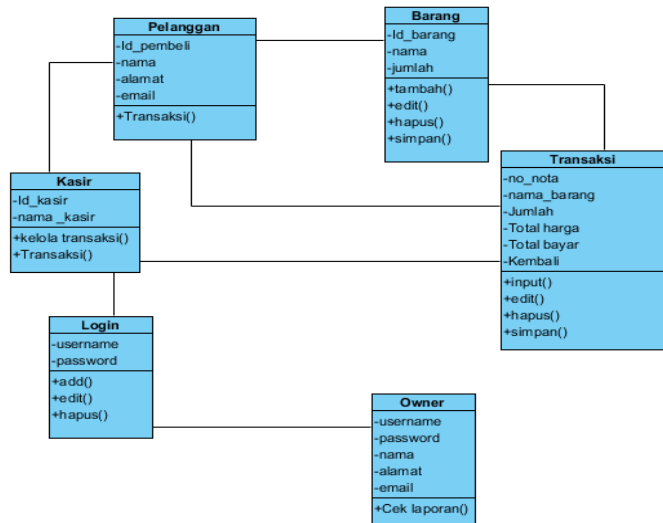 Pelanggan
-Id_pembeli
-nama
-alamat
-email
+Transaksi()
Barang
-Id_barang
-nama
-jumlah
+tambah()
+edit()
+hapus()
+simpan()
Kasir
-Id_kasir
-nama _kasir
+kelola transaksi()
+Transaksi()
Transaksi
-no_nota
-nama_barang
-Jumlah
-Total harga
-Total bayar
-Kembali
+input()
+edit()
+hapus()
+simpan()
Login
-username
-password
+add()
+edit()
+hapus()
Owner
-username
-password
-nama
-alamat
-email
+Cek laporan()